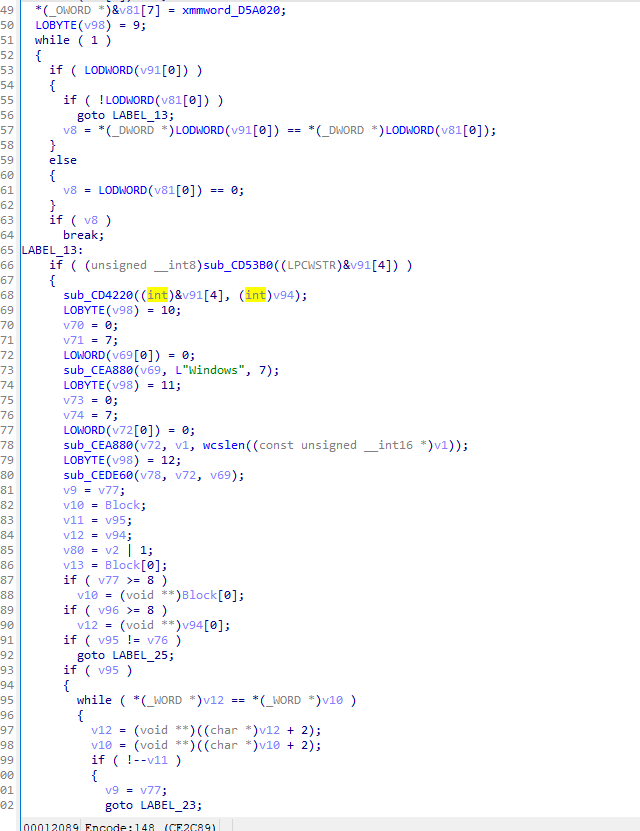 49 *(_OWORD *)&v81[7] = xmmword_D5A020;
50 LOBYTE(v98) = 9;
51 while ( 1 )
52 {
53 if ( LODWORD(v91[0]) )
54 {
55 if ( !LODWORD(v81[0]) )
56 goto LABEL_13;
57 v8 = *(_DWORD *)LODWORD(v91[0]) == *(_DWORD *)LODWORD(v81[0]);
58 }
59 else
60 {
61 v8 = LODWORD(v81[0]) == 0;
62 }
63 if ( v8 )
64 break;
65 LABEL_13:
66 if ( (unsigned __int8)sub_CD53B0((LPCWSTR)&v91[4]) )
67 {
68 sub_CD4220((int)&v91[4], (int)v94);
69 LOBYTE(v98) = 10;
70 v70 = 0;
71 v71 = 7;
72 LOWORD(v69[0]) = 0;
73 sub_CEA880(v69, L"Windows", 7);
74 LOBYTE(v98) = 11;
75 v73 = 0;
76 v74 = 7;
77 LOWORD(v72[0]) = 0;
78 sub_CEA880(v72, v1, wcslen((const unsigned __int16 *)v1));
79 LOBYTE(v98) = 12;
80 sub_CEDE60(v78, v72, v69);
81 v9 = v77;
82 v10 = Block;
83 v11 = v95;
84 v12 = v94;
85 v80 = v2 | 1;
86 v13 = Block[0];
87 if ( v77 >= 8 )
88 v10 = (void **)Block[0];
89 if ( v96 >= 8 )
90 v12 = (void **)v94[0];
91 if ( v95 != v76 )
92 goto LABEL_25;
93 if ( v95 )
94 {
95 while ( *(_WORD *)v12 == *(_WORD *)v10 )
96 {
97 v12 = (void **)((char *)v12 + 2);
98 v10 = (void **)((char *)v10 + 2);
99 if ( !--v11 )
00 {
01 v9 = v77;
02 goto LABEL_23;
00012089 Encode:148 (CE2C89)